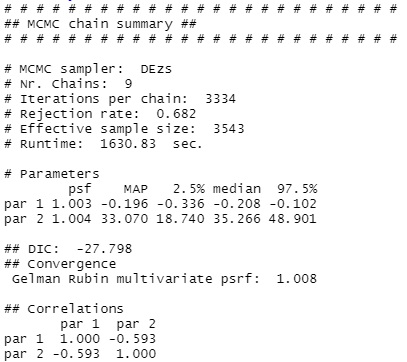 # # # # # # # # # # # # # # # # # # # # # # # # #
## MCMC chain summary ##
# # # # # # # # # # # # # # # # # # # # # # # # #
# MCMC sampler: DEzs
# Nr. Chains: 9
# Iterations per chain: 3334
# Rejection rate: 0.682
# Effective sample size: 3543
# Runtime: 1630.83 sec.
# Parameters
psf MAP 2.5% median 97.5%
par 1 1.003 -0.196 -0.336 -0.208 -0.102
par 2 1.004 33.070 18.740 35.266 48.901
## DIC: -27.798
## Convergence
Gelman Rubin multivariate psrf: 1.008
## Correlations
par 1 par 2
par 1 1.000 -0.593
par 2 -0.593 1.000